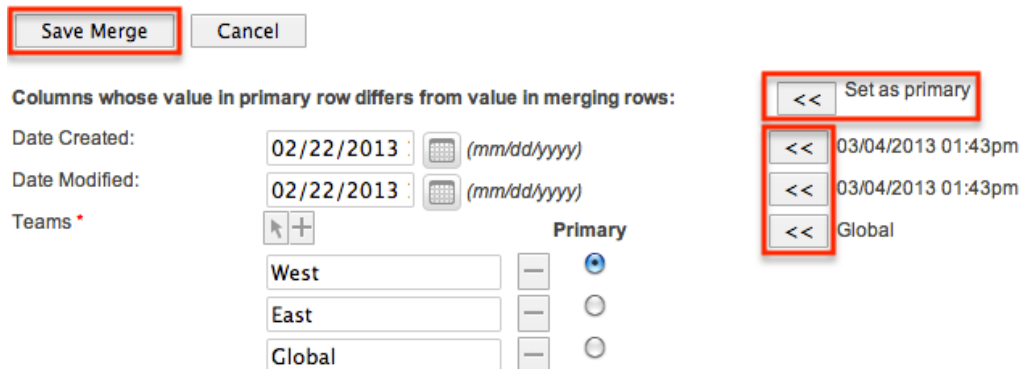 Save Merge Cancel
Columns whose value in primary row differs from value in merging rows: << Set as primary
Date Created: 02/22/2013 (mm/dd/yyyy) << 03/04/2013 01:43pm
Date Modified: 02/22/2013 (mm/dd/yyyy) << 03/04/2013 01:43pm
Teams * Primary << Global
West
East
Global